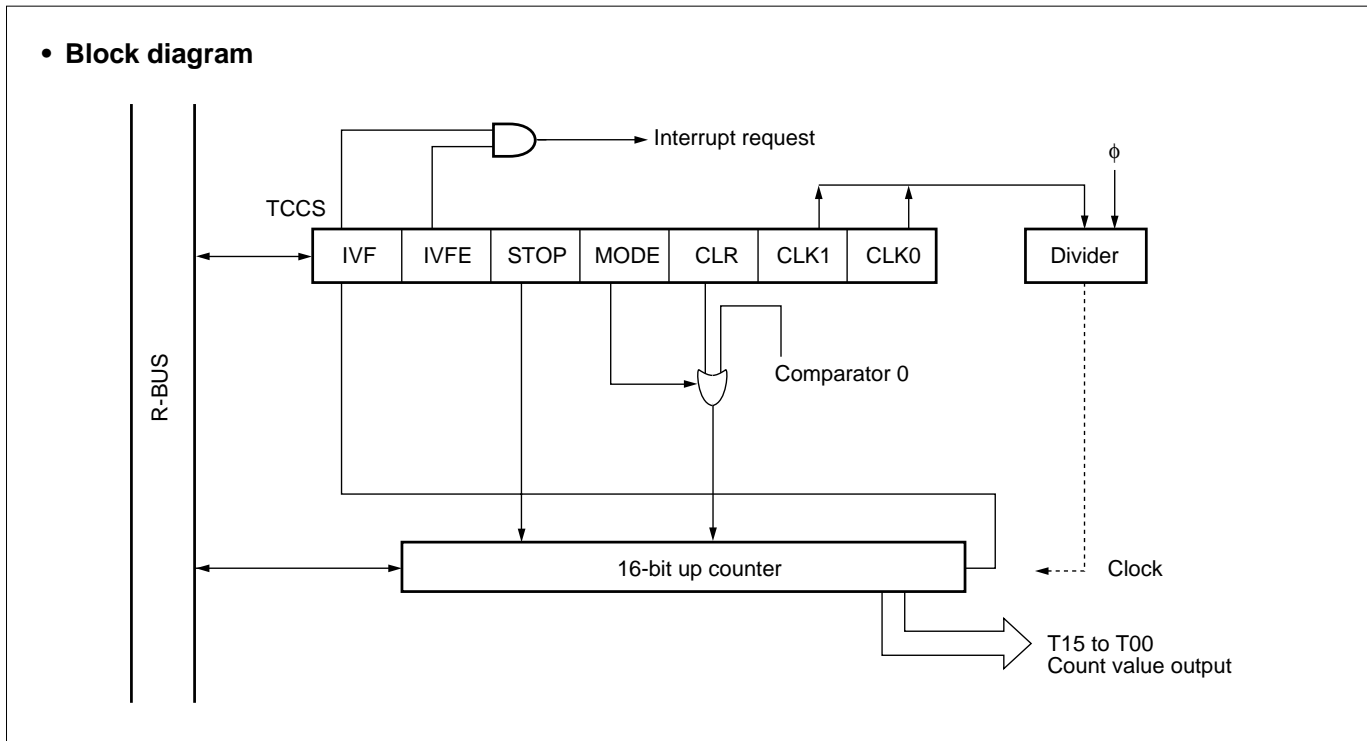 • Block diagram
Interrupt request
φ
TCCS
IVF IVFE STOP MODE CLR CLK1 CLK0 Divider
R-BUS
Comparator 0
16-bit up counter
Clock
T15 to T00
Count value output